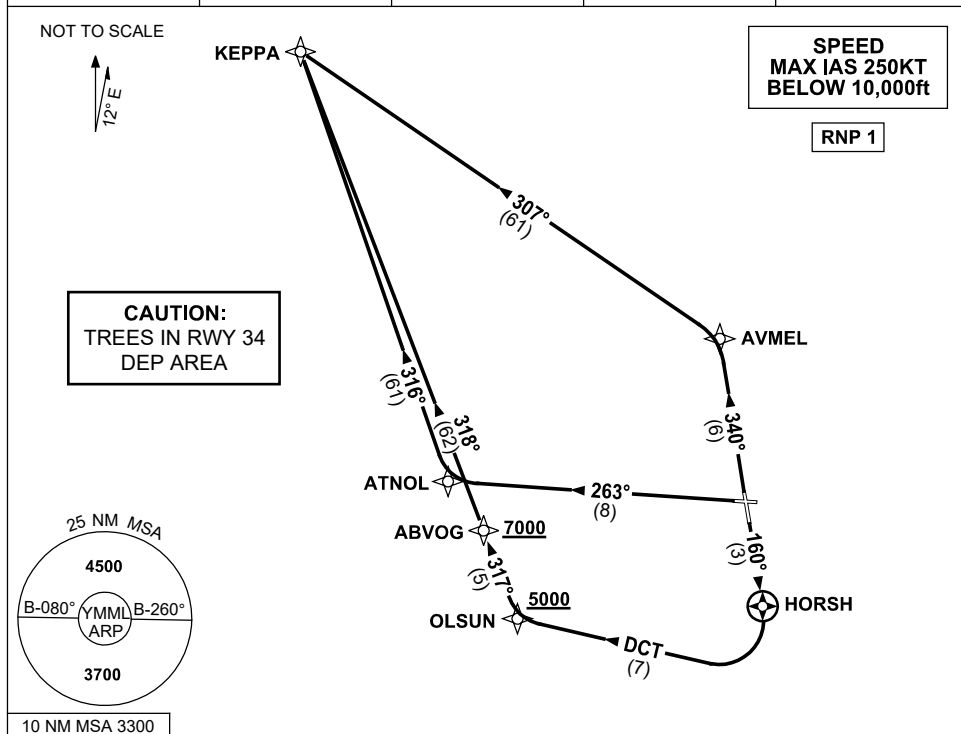 NOT TO SCALE
12° E
KEPPA
SPEED
MAX IAS 250KT
BELOW 10,000ft
RNP 1
307°
(61)
CAUTION:
TREES IN RWY 34
DEP AREA
AVMEL
316°
(61)
318°
(62)
340°
(6)
ATNOL
263°
(8)
ABVOG
7000
160°
(3)
317°
(5)
HORSH
OLSUN
5000
DCT
(7)
25 NM MSA
4500
B-080°
YMML
ARP
B-260°
3700
10 NM MSA 3300